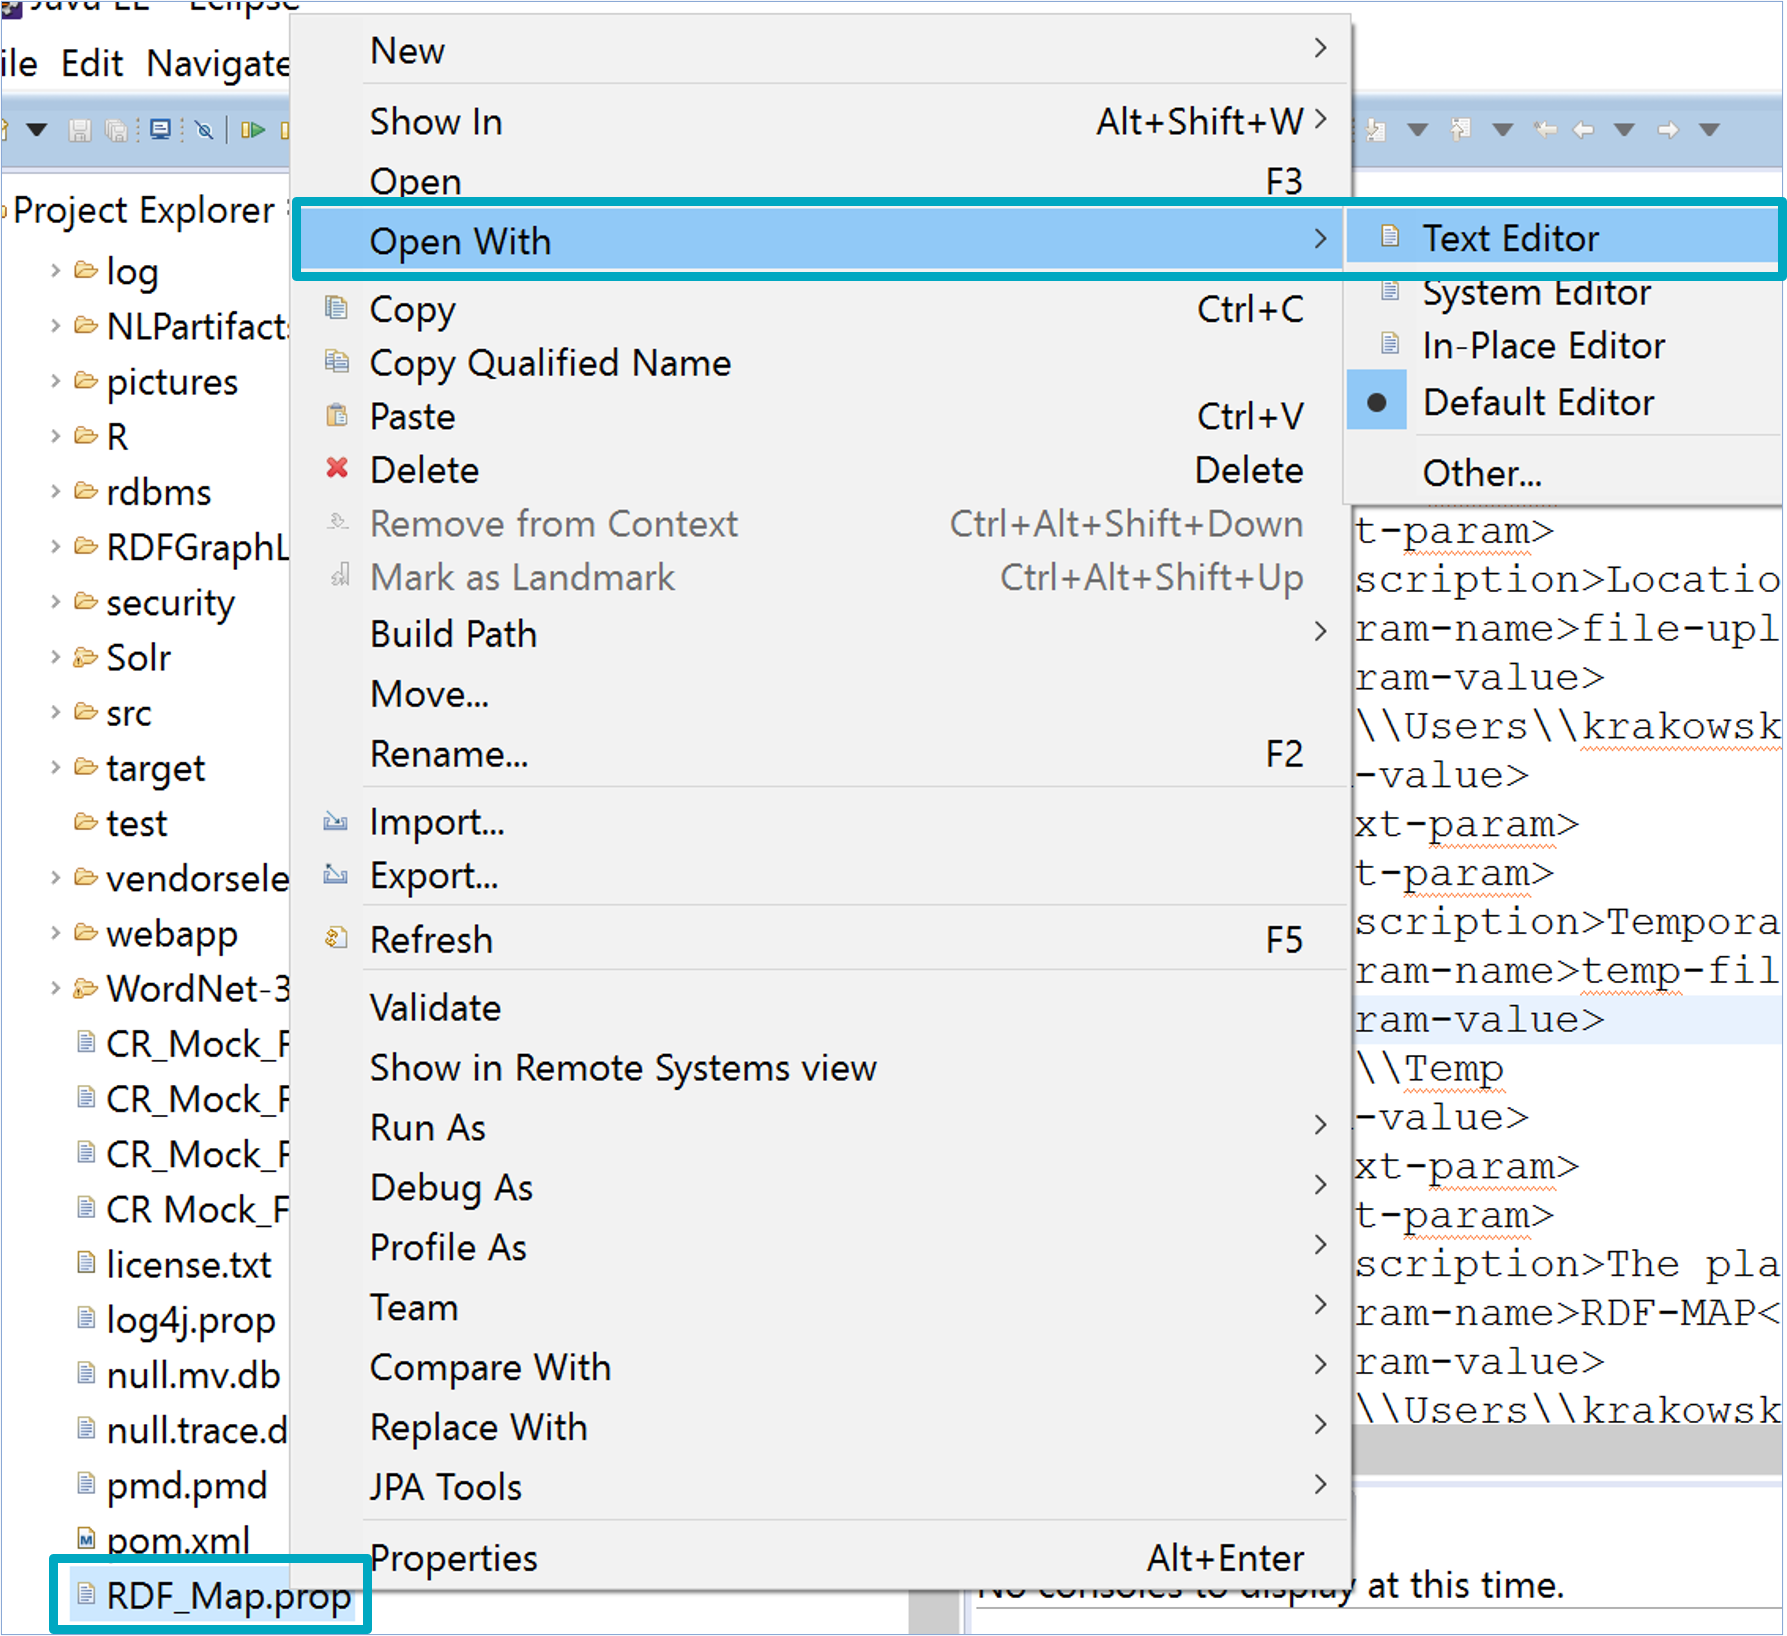 Java EE - Eclipse
ile Edit Navigate
Project Explorer
log
NLPartifacts
pictures
R
rdbms
RDFGraphL
security
Solr
src
target
test
vendorsele
webapp
WordNet-3
CR_Mock_F
CR_Mock_F
CR_Mock_F
CR Mock_F
license.txt
log4j.prop
null.mv.db
null.trace.d
pmd.pmd
pom.xml
RDF_Map.prop
New
Show In Alt+Shift+W
Open F3
Open With
Copy Ctrl+C
Copy Qualified Name
Paste Ctrl+V
Delete Delete
Remove from Context Ctrl+Alt+Shift+Down
Mark as Landmark Ctrl+Alt+Shift+Up
Build Path
Move...
Rename... F2
Import...
Export...
Refresh F5
Validate
Show in Remote Systems view
Run As
Debug As
Profile As
Team
Compare With
Replace With
JPA Tools
Properties Alt+Enter
Text Editor
System Editor
In-Place Editor
Default Editor
Other...
t-param>
scription>Locatio
ram-name>file-upl
ram-value>
\\Users\\krakowsk
-value>
xt-param>
t-param>
scription>Tempora
ram-name>temp-fil
ram-value>
\\Temp
-value>
xt-param>
t-param>
scription>The pla
ram-name>RDF-MAP<
ram-value>
\\Users\\krakowsk
No consoles to display at this time.